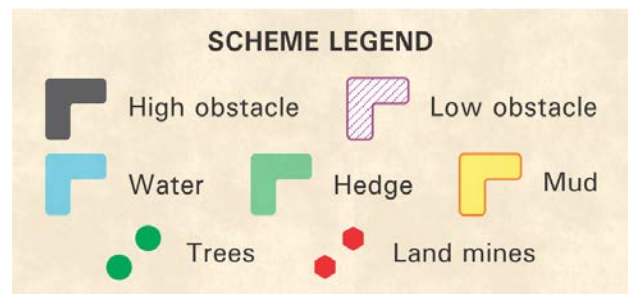 SCHEME LEGEND
High obstacle Low obstacle
Water Hedge Mud
Trees Land mines